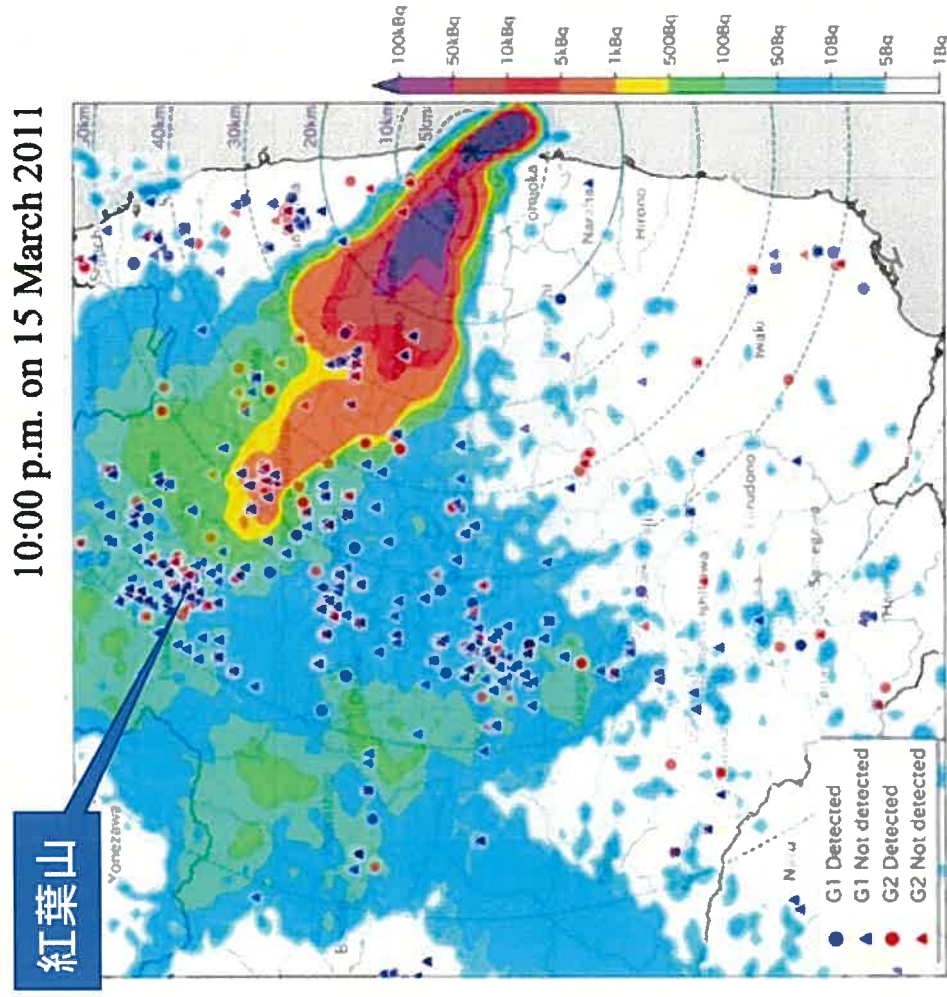 10:00 p.m. on 15 March 2011
紅葉山
Yonezawa
40km
30km
20km
10km
5km
Hirono
Iwaki
100kBq
50kBq
10kBq
5kBq
1kBq
500Bq
100Bq
50Bq
10Bq
5Bq
1Bq
G1 Detected
G1 Not detected
G2 Detected
G2 Not detected